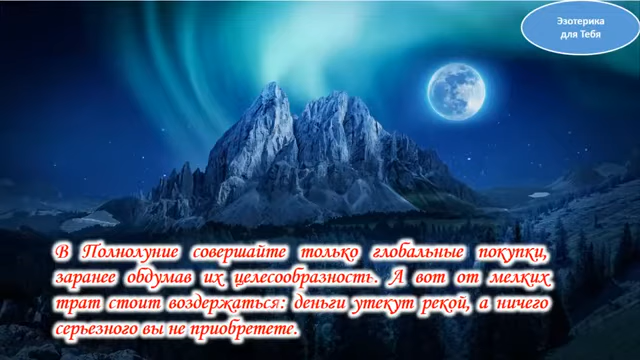 Эзотерика
для Тебя
В Полнолуние совершайте только глобальные покупки,
заранее обдумав их целесообразность. А вот от мелких
трат стоит воздержаться: деньги утекут рекой, а ничего
серьезного вы не приобретете.